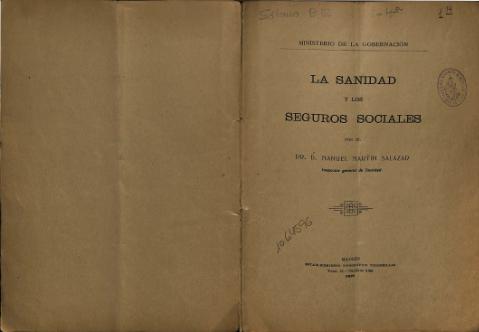 MINISTERIO DE LA GOBERNACIÓN
LA SANIDAD
Y LOS
SEGUROS SOCIALES
POR EL
DR. D. MANUEL MARTÍN SALAZAR
Inspector general de Sanidad
1064596
MADRID